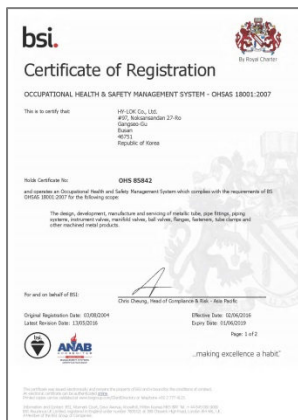 bsi.
By Royal Charter
Certificate of Registration
OCCUPATIONAL HEALTH & SAFETY MANAGEMENT SYSTEM - OHSAS 18001:2007
This is to certify that:
HY-LOK Co., Ltd.
#97, Noksansandan 27-Ro
Gangseo-Gu
Busan
46751
Republic of Korea
Holds Certificate No:
OHS 85842
and operates an Occupational Health and Safety Management System which complies with the requirements of BS
OHSAS 18001:2007 for the following scope:
The design, development, manufacture and servicing of metallic tube, pipe fittings, piping
systems, instrument valves, manifold valves, ball valves, flanges, fasteners, tube clamps and
other machined metal products.
For and on behalf of BSI:
Chris Cheung, Head of Compliance & Risk - Asia Pacific
Original Registration Date: 03/08/2004
Effective Date: 02/06/2016
Latest Revision Date: 13/05/2016
Expiry Date: 01/06/2019
Page: 1 of 2
bsi.
ANAB
ACCREDITED
...making excellence a habit.